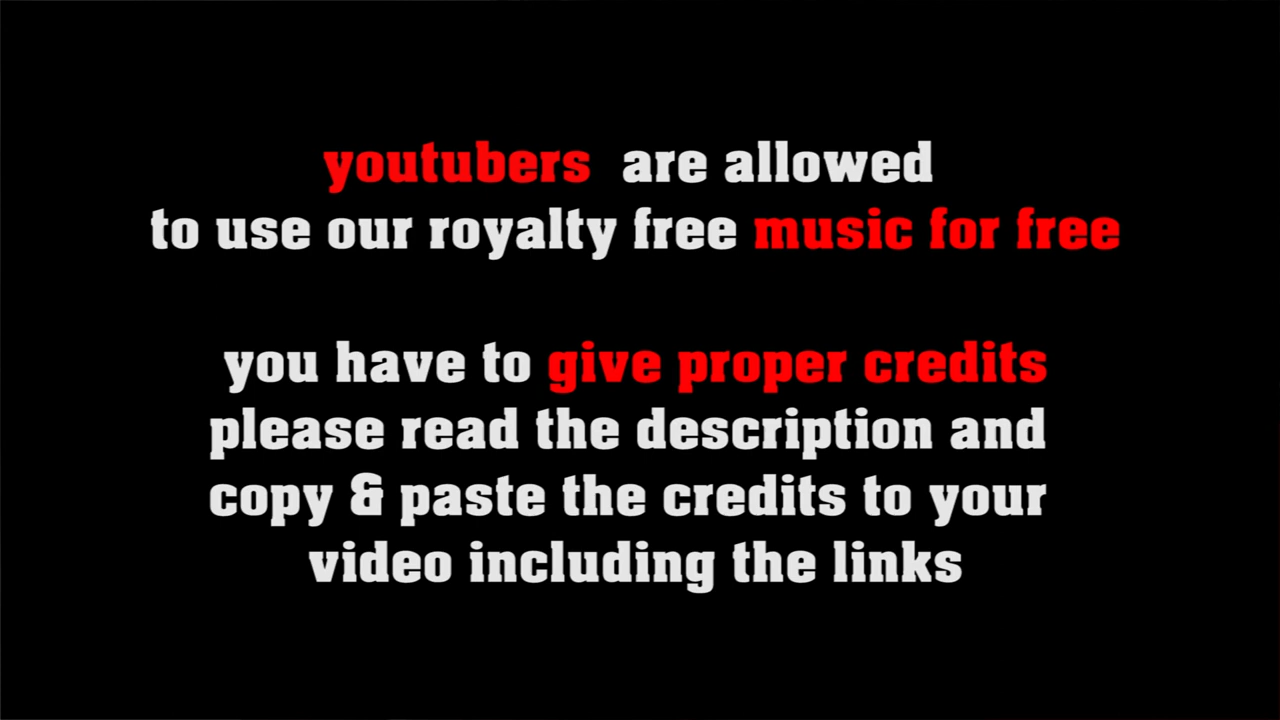 youtubers are allowed
to use our royalty free music for free
you have to give proper credits
please read the description and
copy & paste the credits to your
video including the links